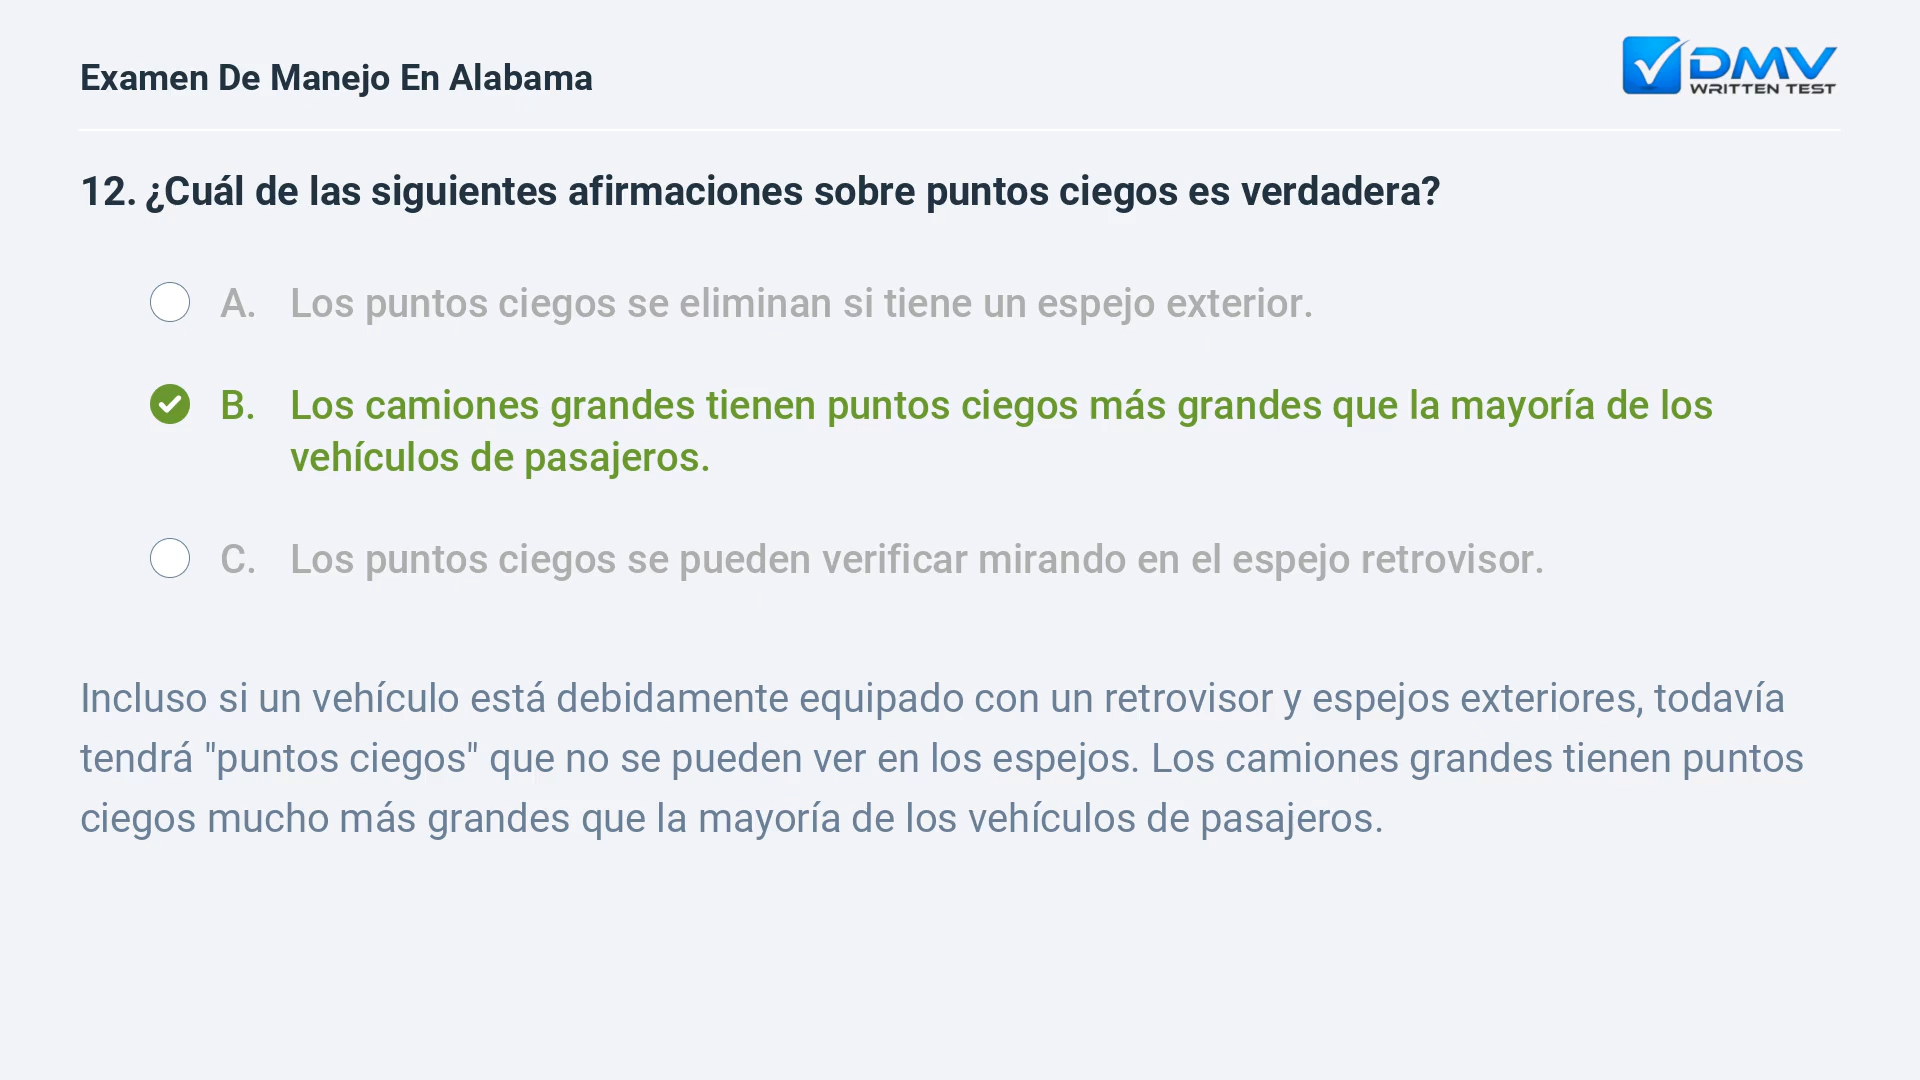 Examen De Manejo En Alabama
DMV
WRITTEN TEST
12. ¿Cuál de las siguientes afirmaciones sobre puntos ciegos es verdadera?
A. Los puntos ciegos se eliminan si tiene un espejo exterior.
B. Los camiones grandes tienen puntos ciegos más grandes que la mayoría de los
vehículos de pasajeros.
C. Los puntos ciegos se pueden verificar mirando en el espejo retrovisor.
Incluso si un vehículo está debidamente equipado con un retrovisor y espejos exteriores, todavía
tendrá "puntos ciegos" que no se pueden ver en los espejos. Los camiones grandes tienen puntos
ciegos mucho más grandes que la mayoría de los vehículos de pasajeros.